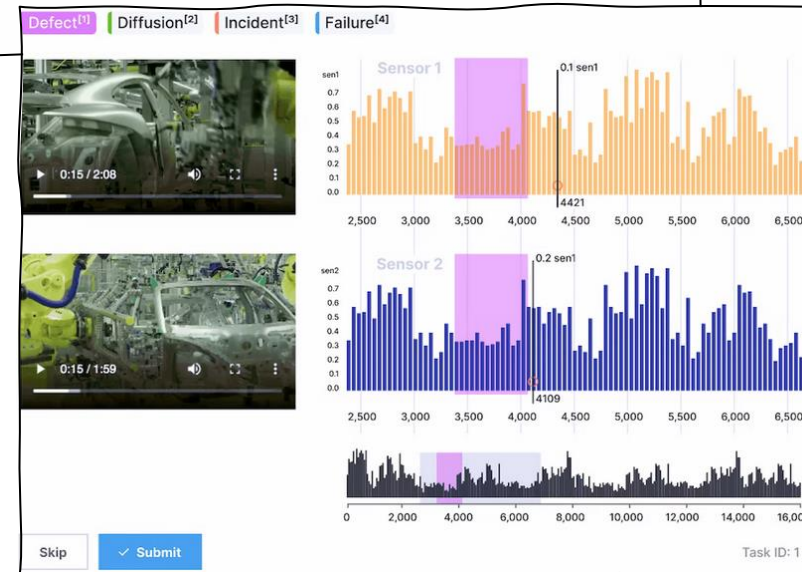 Defect[1] Diffusion[2] Incident[3] Failure[4]
0:15 / 2:08
sen1
Sensor 1
0.1 sen1
0.7
0.6
0.5
0.4
0.3
0.2
0.1
0.0
4421
2,500 3,000 3,500 4,000 4,500 5,000 5,500 6,000 6,500
0:15 / 1:59
sen2
Sensor 2
0.2 sen1
0.7
0.6
0.5
0.4
0.3
0.2
0.1
0.0
4109
2,500 3,000 3,500 4,000 4,500 5,000 5,500 6,000 6,500
0 2,000 4,000 6,000 8,000 10,000 12,000 14,000
Skip
Submit
Task ID: 1